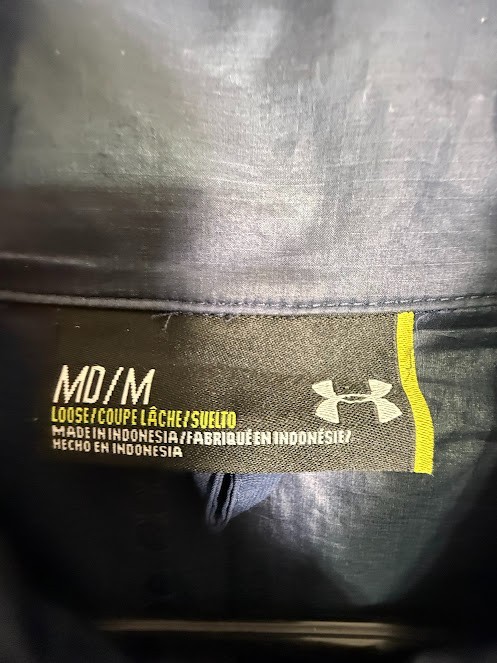 MD/M
LOOSE/COUPE LÂCHE/SUELTO
MADE IN INDONESIA/FABRIQUÉ EN INDONÉSIE/
HECHO EN INDONESIA